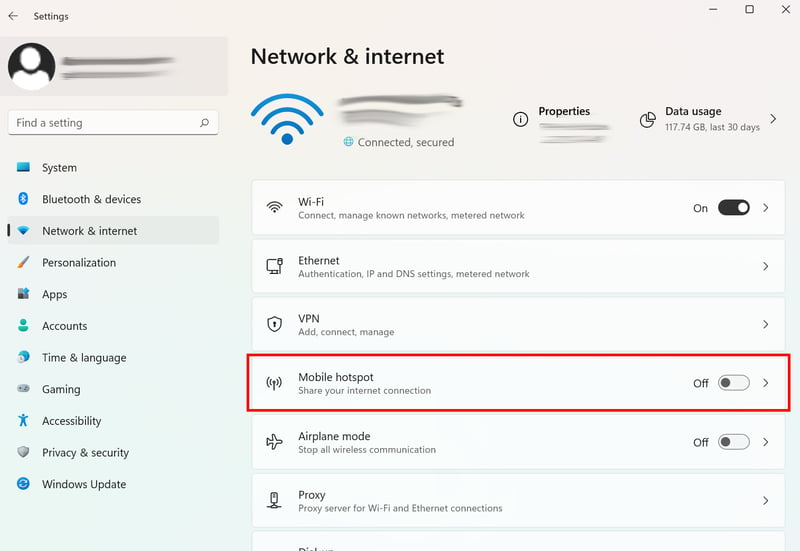 Settings
Find a setting
System
Bluetooth & devices
Network & internet
Personalization
Apps
Accounts
Time & language
Gaming
Accessibility
Privacy & security
Windows Update
Network & internet
Connected, secured
Properties
Data usage
117.74 GB, last 30 days
Wi-Fi
Connect, manage known networks, metered network
On
Ethernet
Authentication, IP and DNS settings, metered network
VPN
Add, connect, manage
Mobile hotspot
Share your internet connection
Off
Airplane mode
Stop all wireless communication
Off
Proxy
Proxy server for Wi-Fi and Ethernet connections